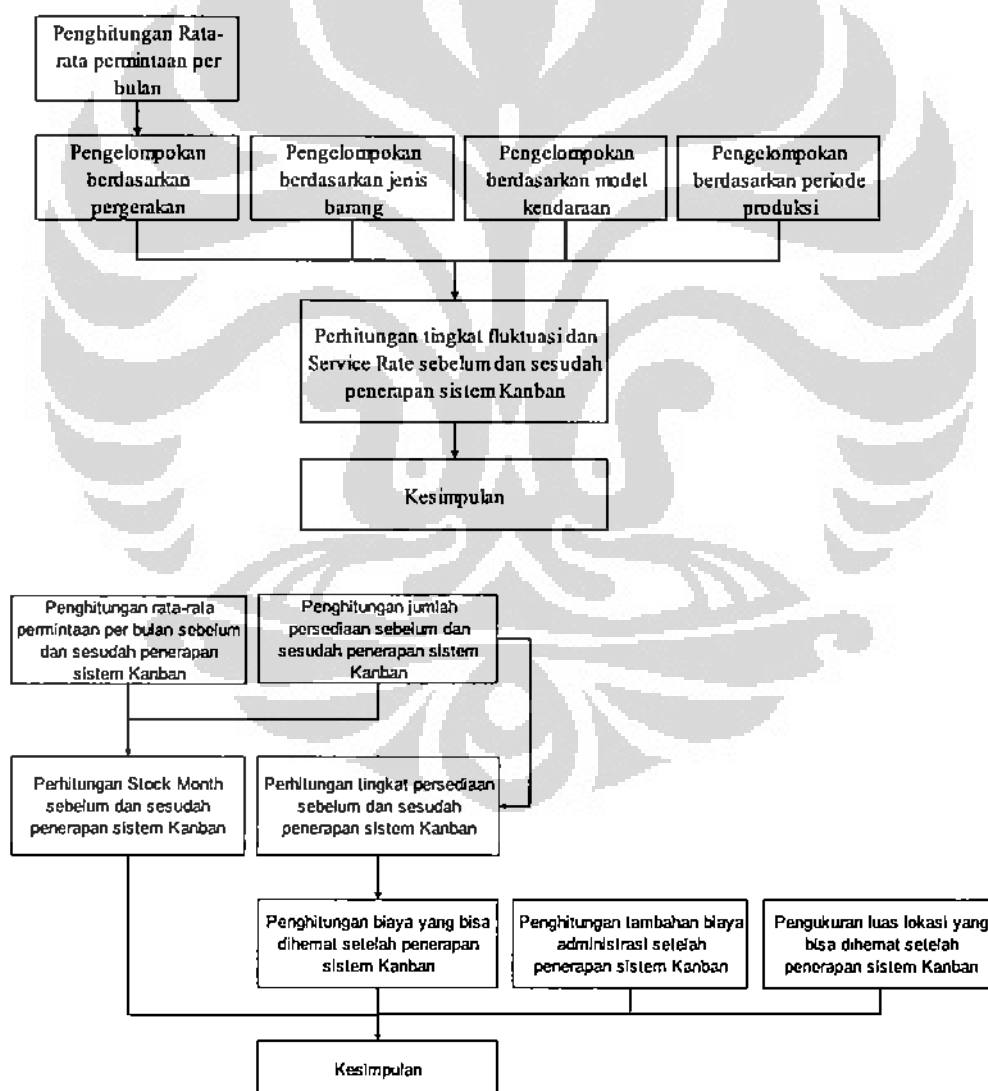 Penghitungan Rata-
rata permintaan per
bulan
Pengelompokan
berdasarkan
pergerakan
Pengelompokan
berdasarkan jenis
barang
Pengelompokan
berdasarkan model
kendaraan
Pengelompokan
berdasarkan periode
produksi
Perhitungan tingkat fluktuasi dan
Service Rate sebelum dan sesudah
penerapan sistem Kanban
Kesimpulan
Penghitungan rata-rata
permintaan per bulan sebelum
dan sesudah penerapan
sistem Kanban
Penghitungan jumlah
persediaan sebelum dan
sesudah penerapan sistem
Kanban
Perhitungan Stock Month
sebelum dan sesudah
penerapan sistem Kanban
Perhitungan tingkat persediaan
sebelum dan sesudah
penerapan sistem Kanban
Penghitungan biaya yang bisa
dihemat setelah penerapan
sistem Kanban
Penghitungan tambahan biaya
administrasi setelah
penerapan sistem Kanban
Pengukuran luas lokasi yang
bisa dihemat setelah
penerapan sistem Kanban
Kesimpulan